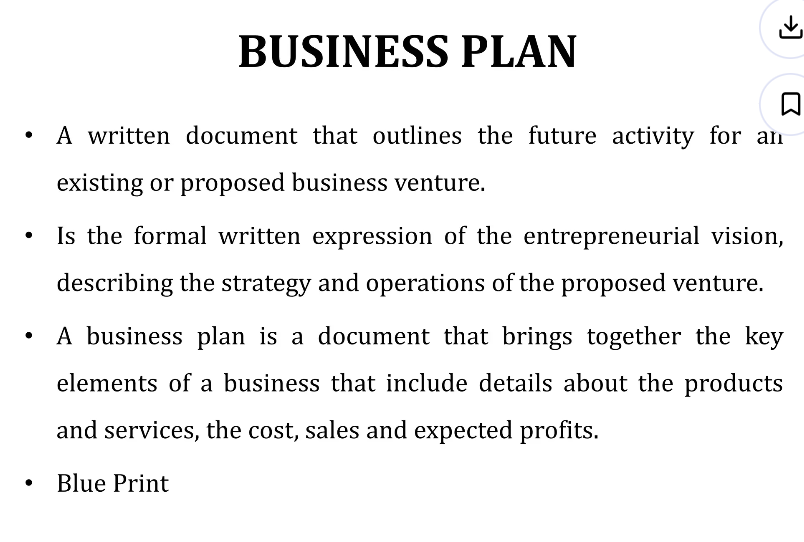 BUSINESS PLAN
• A written document that outlines the future activity for an
existing or proposed business venture.
• Is the formal written expression of the entrepreneurial vision,
describing the strategy and operations of the proposed venture.
• A business plan is a document that brings together the key
elements of a business that include details about the products
and services, the cost, sales and expected profits.
• Blue Print